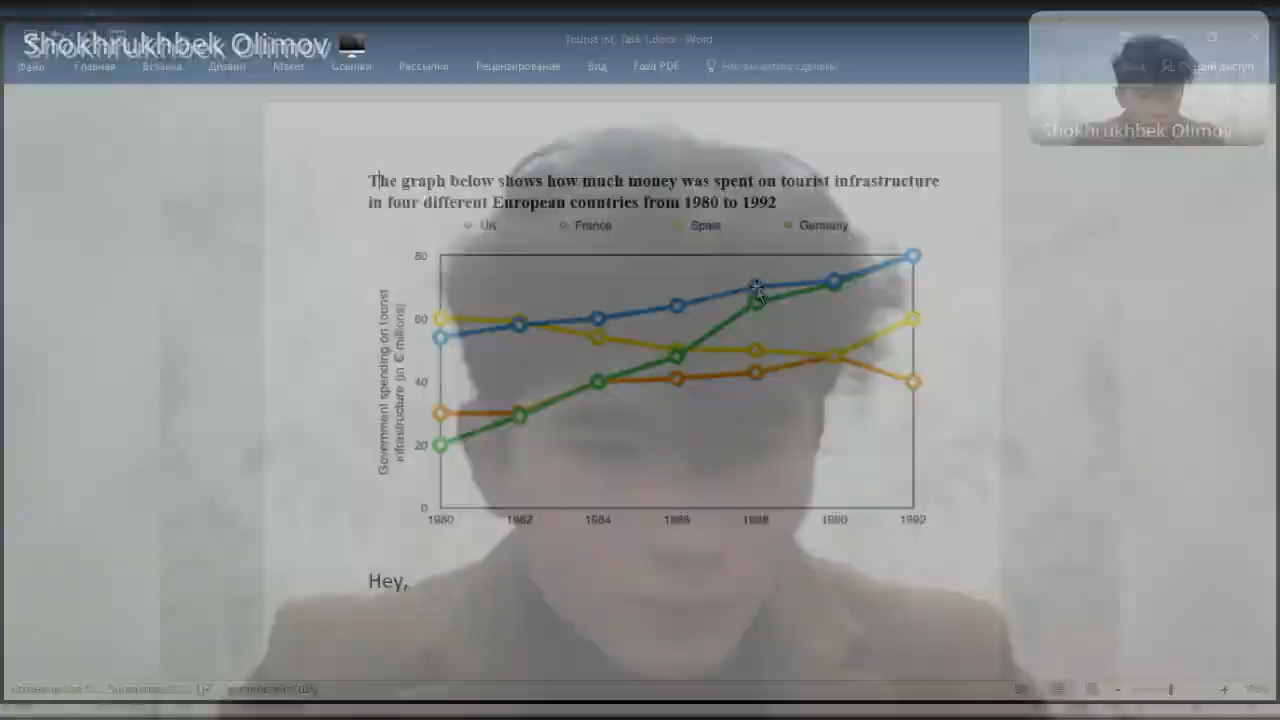 Shokhrukhbek Olimov
Tourist Inf. Task 1.docx - Word
Файл Главная Вставка Дизайн Макет Ссылки Рассылки Рецензирование Вид Foxit PDF Что вы хотите сделать?
Вход Общий доступ
Shokhrukhbek Olimov
The graph below shows how much money was spent on tourist infrastructure
in four different European countries from 1980 to 1992
UK France Spain Germany
Government spending on tourist
infrastructure (in € millions)
80
60
40
20
0
1980 1982 1984 1986 1988 1990 1992
Hey,